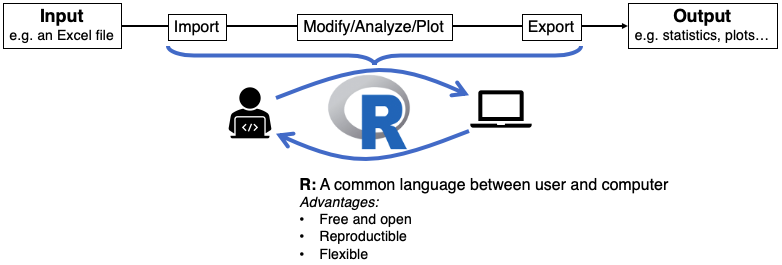 Input
e.g. an Excel file
Import
Modify/Analyze/Plot
Export
Output
e.g. statistics, plots...
</>
R
R: A common language between user and computer
Advantages:
• Free and open
• Reproductible
• Flexible